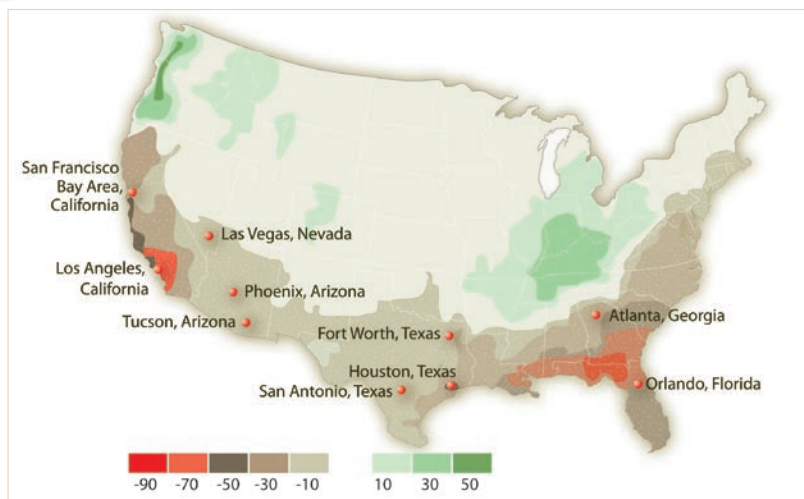 San Francisco
Bay Area,
California
Las Vegas, Nevada
Los Angeles,
California
Phoenix, Arizona
Tucson, Arizona
Fort Worth, Texas
Atlanta, Georgia
Houston, Texas
San Antonio, Texas
Orlando, Florida
-90 -70 -50 -30 -10 10 30 50